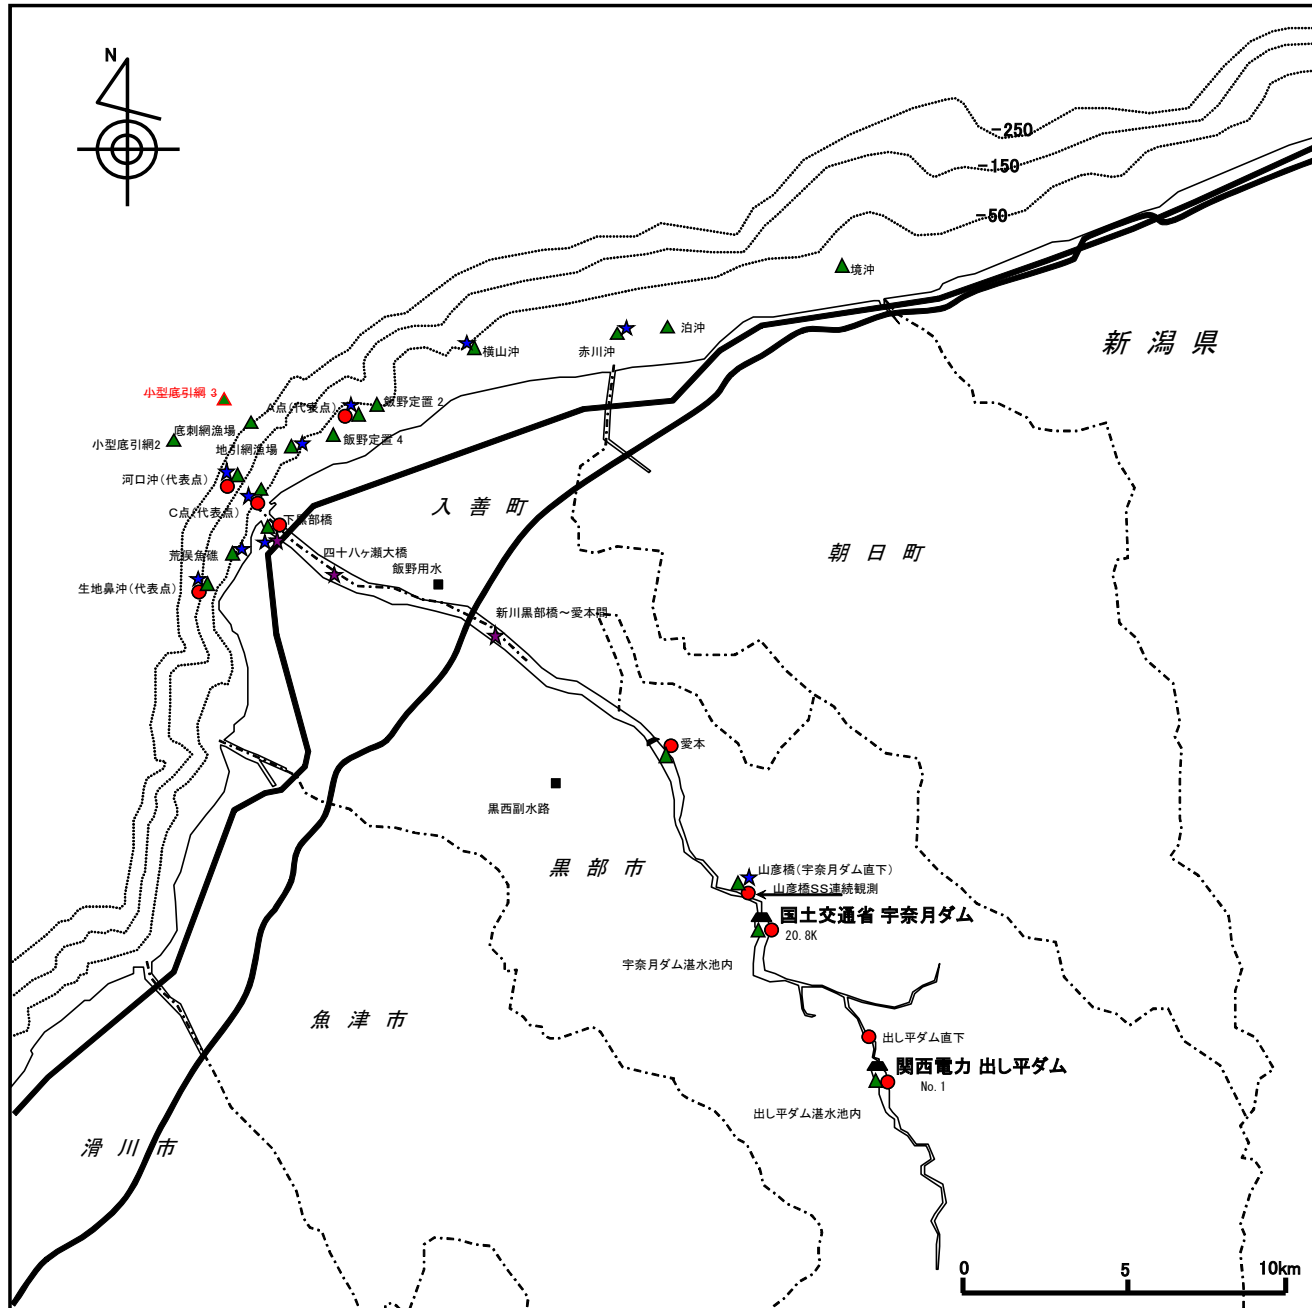 N
-250
-150
-50
境沖
泊沖
赤川沖
横山沖
新潟県
小型底引網 3
A点(代表点)
飯野定置 2
底刺網漁場
小型底引網2
地引網漁場
飯野定置 4
河口沖(代表点)
C点(代表点)
下黒部橋
入善町
朝日町
荒俣魚礁
四十八ヶ瀬大橋
飯野用水
生地鼻沖(代表点)
新川黒部橋～愛本間
愛本
黒西副水路
黒部市
山彦橋(宇奈月ダム直下)
山彦橋SS連続観測
国土交通省 宇奈月ダム
20.8K
宇奈月ダム湛水池内
魚津市
出し平ダム直下
関西電力 出し平ダム
No.1
出し平ダム湛水池内
滑川市
0 5 10km